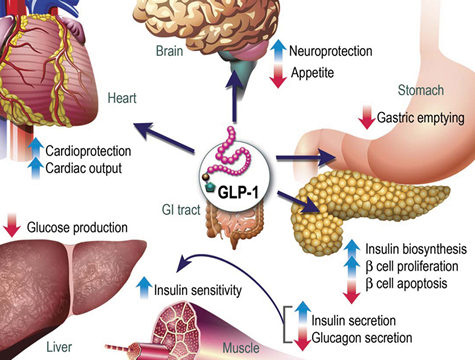 Brain
Neuroprotection
Appetite
Heart
Stomach
Gastric emptying
Cardioprotection
Cardiac output
GLP-1
GI tract
Glucose production
Insulin biosynthesis
β cell proliferation
β cell apoptosis
Insulin sensitivity
Insulin secretion
Glucagon secretion
Liver
Muscle